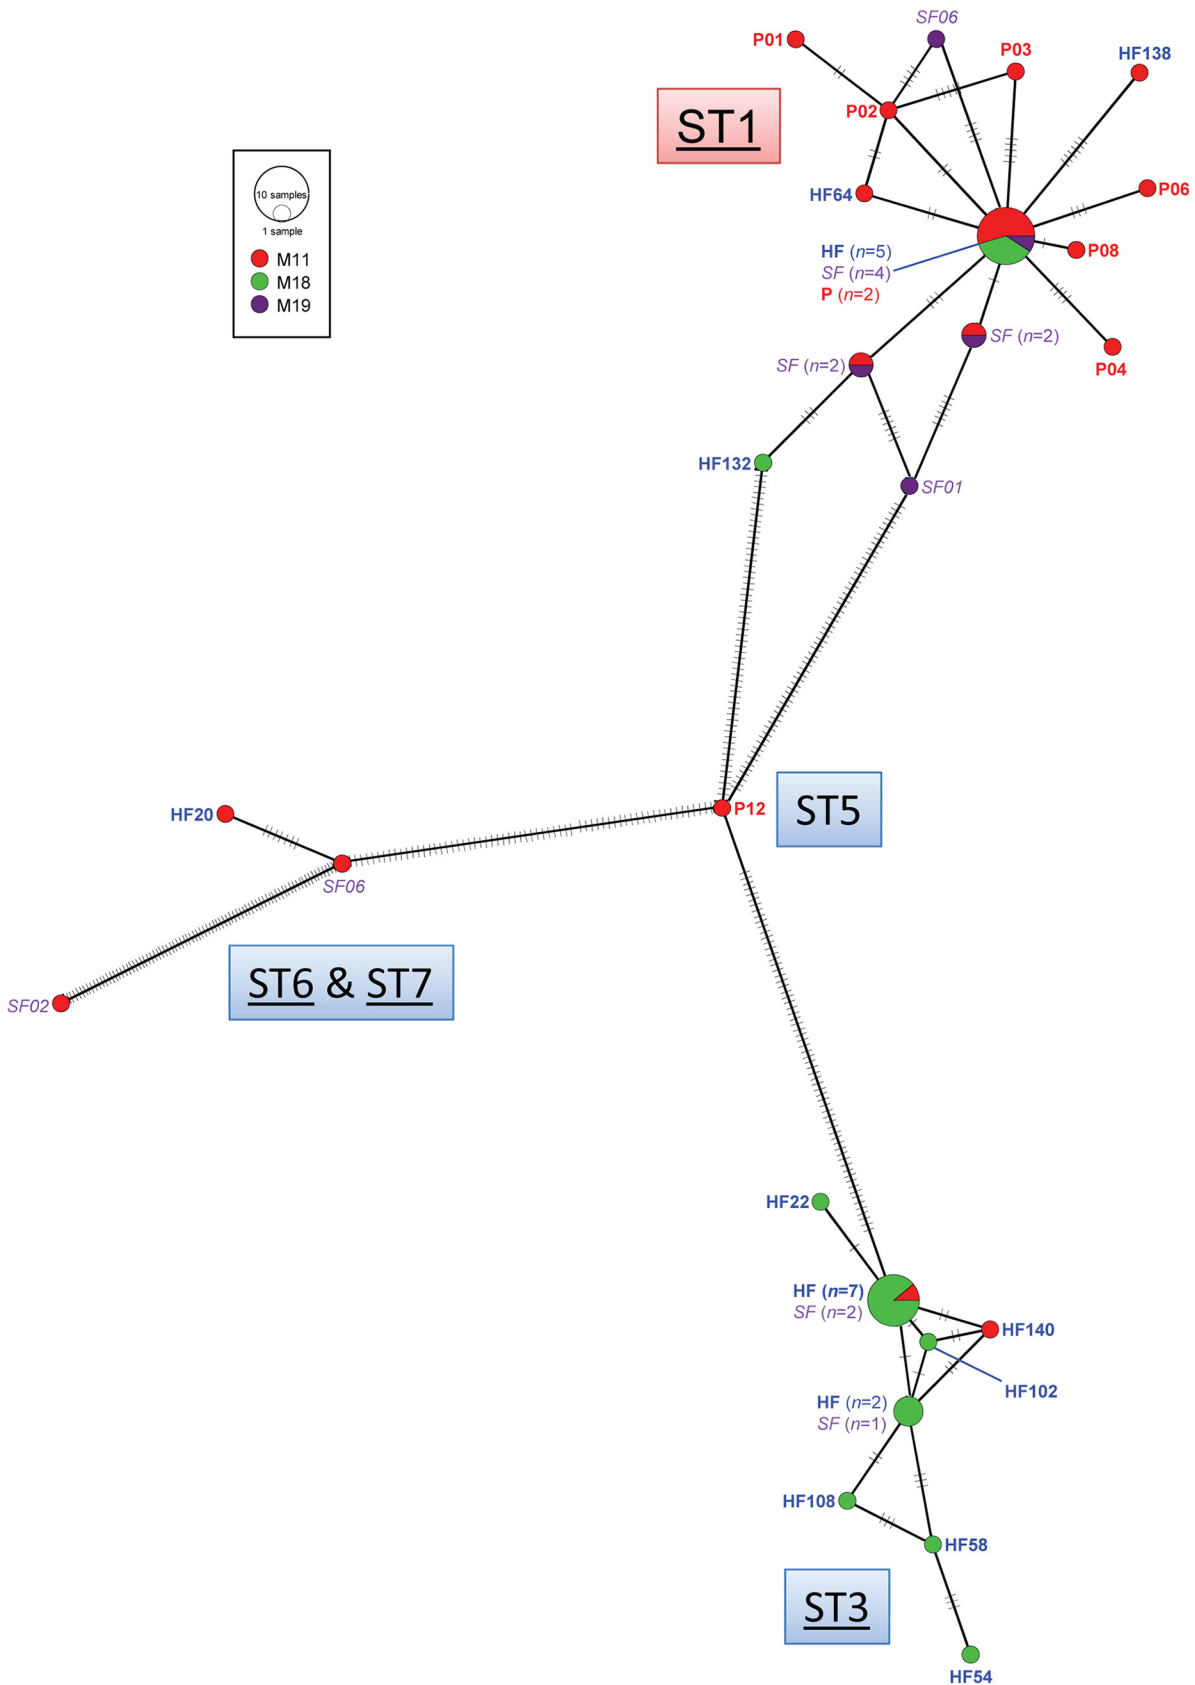 SF06
P01
P03
HF138
ST1
P02
10 samples
1 sample
M11
M18
M19
HF64
P06
P08
HF (n=5)
SF (n=4)
P (n=2)
SF (n=2)
SF (n=2)
P04
HF132
SF01
P12
ST5
HF20
SF06
ST6 & ST7
SF02
HF22
HF (n=7)
SF (n=2)
HF140
HF102
HF (n=2)
SF (n=1)
HF108
HF58
ST3
HF54